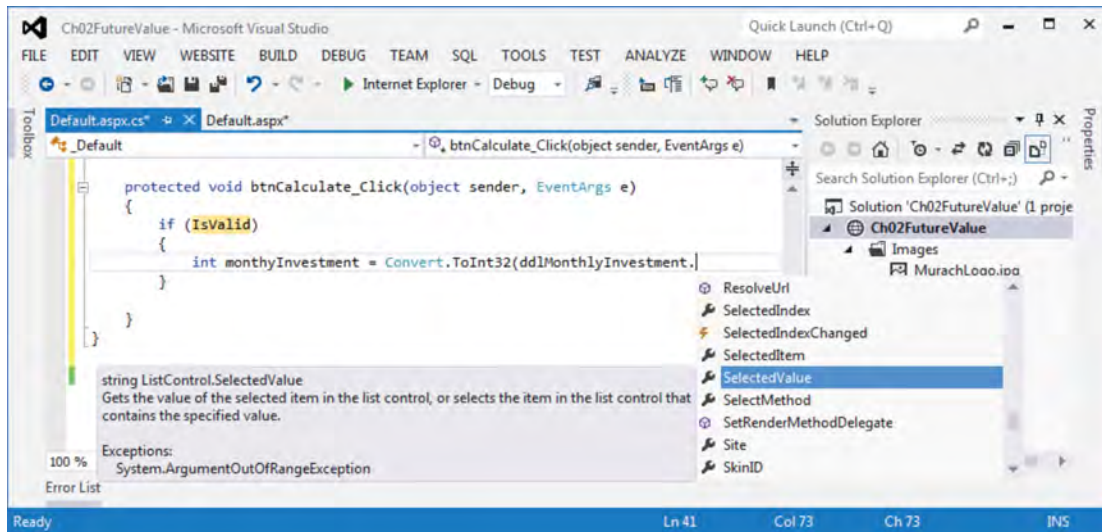 Ch02FutureValue - Microsoft Visual Studio
Quick Launch (Ctrl+Q)
FILE EDIT VIEW WEBSITE BUILD DEBUG TEAM SQL TOOLS TEST ANALYZE WINDOW HELP
Internet Explorer Debug
Toolbox
Default.aspx.cs* Default.aspx*
_Default
btnCalculate_Click(object sender, EventArgs e)
protected void btnCalculate_Click(object sender, EventArgs e)
{
if (IsValid)
{
int monthyInvestment = Convert.ToInt32(ddlMonthlyInvestment.
}
}
}
ResolveUrl
SelectedIndex
SelectedIndexChanged
SelectedItem
SelectedValue
SelectMethod
SetRenderMethodDelegate
Site
SkinID
string ListControl.SelectedValue
Gets the value of the selected item in the list control, or selects the item in the list control that
contains the specified value.
Exceptions:
System.ArgumentOutOfRangeException
100 %
Error List
Solution Explorer
Search Solution Explorer (Ctrl+;)
Solution 'Ch02FutureValue' (1 proje
Ch02FutureValue
Images
MurachLogo.jpg
Properties
Ready Ln 41 Col 73 Ch 73 INS